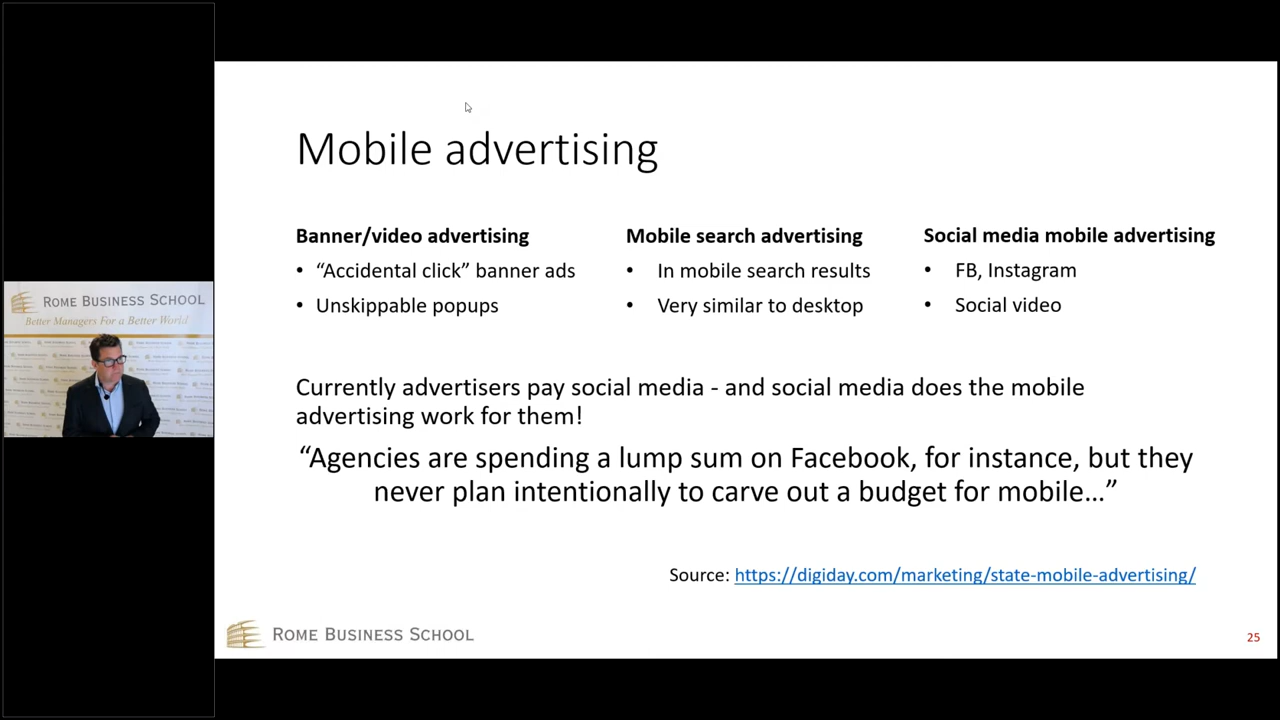 Mobile advertising
Banner/video advertising
• “Accidental click” banner ads
• Unskippable popups
Mobile search advertising
• In mobile search results
• Very similar to desktop
Social media mobile advertising
• FB, Instagram
• Social video
Currently advertisers pay social media - and social media does the mobile
advertising work for them!
“Agencies are spending a lump sum on Facebook, for instance, but they
never plan intentionally to carve out a budget for mobile…”
Source: https://digiday.com/marketing/state-mobile-advertising/
ROME BUSINESS SCHOOL
25
ROME BUSINESS SCHOOL
Better Managers For a Better World